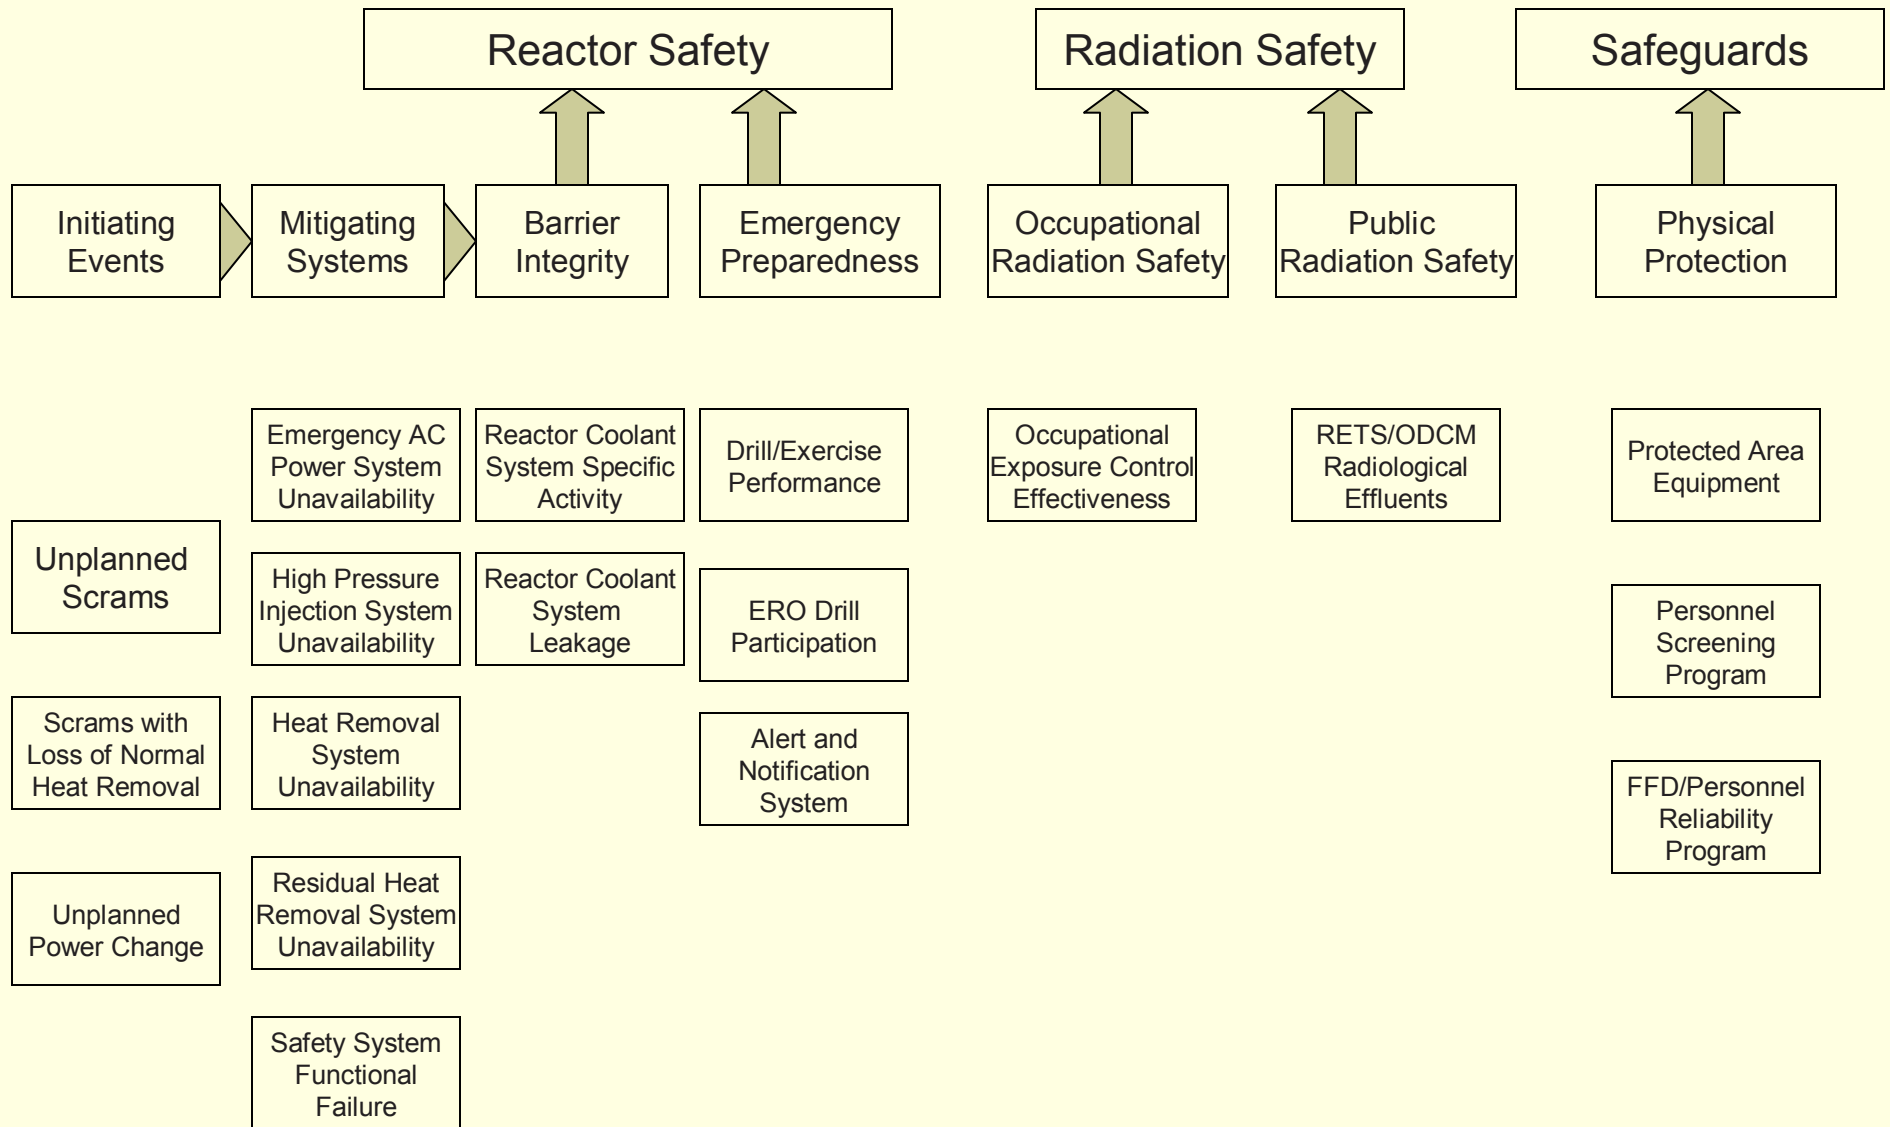 Reactor Safety
Radiation Safety
Safeguards
Initiating
Events
Mitigating
Systems
Barrier
Integrity
Emergency
Preparedness
Occupational
Radiation Safety
Public
Radiation Safety
Physical
Protection
Unplanned
Scrams
Scrams with
Loss of Normal
Heat Removal
Unplanned
Power Change
Emergency AC
Power System
Unavailability
High Pressure
Injection System
Unavailability
Heat Removal
System
Unavailability
Residual Heat
Removal System
Unavailability
Safety System
Functional
Failure
Reactor Coolant
System Specific
Activity
Reactor Coolant
System
Leakage
Drill/Exercise
Performance
ERO Drill
Participation
Alert and
Notification
System
Occupational
Exposure Control
Effectiveness
RETS/ODCM
Radiological
Effluents
Protected Area
Equipment
Personnel
Screening
Program
FFD/Personnel
Reliability
Program